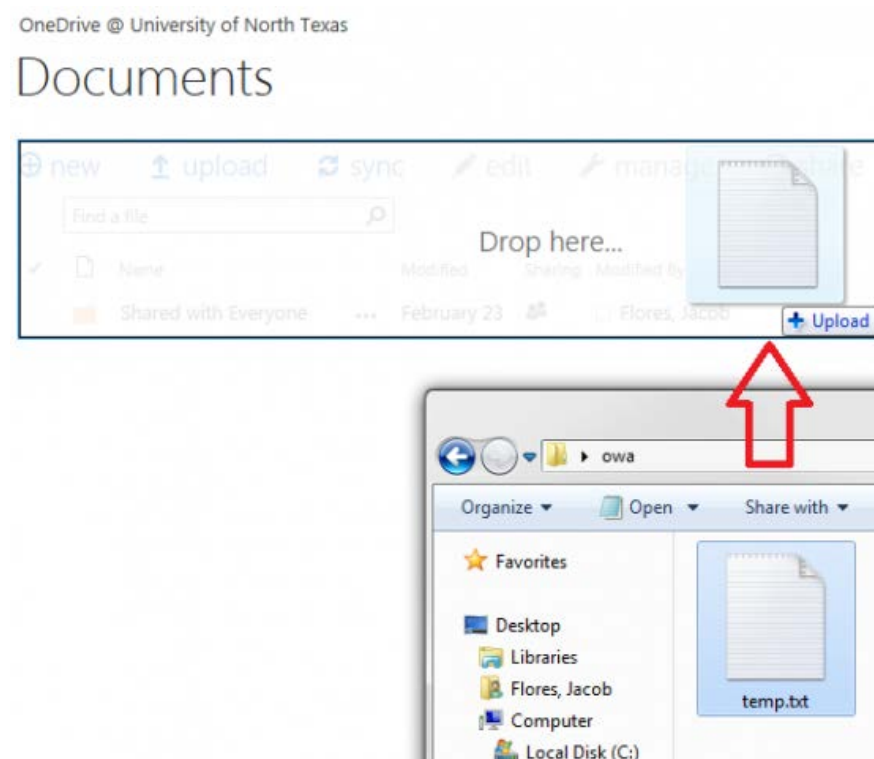 OneDrive @ University of North Texas
Documents
new upload sync edit manage share
Find a file
Drop here...
Name Modified Sharing Modified By
Shared with Everyone ... February 23 Flores, Jacob
Upload
owa
Organize Open Share with
Favorites
Desktop
Libraries
Flores, Jacob
Computer
Local Disk (C:)
temp.txt